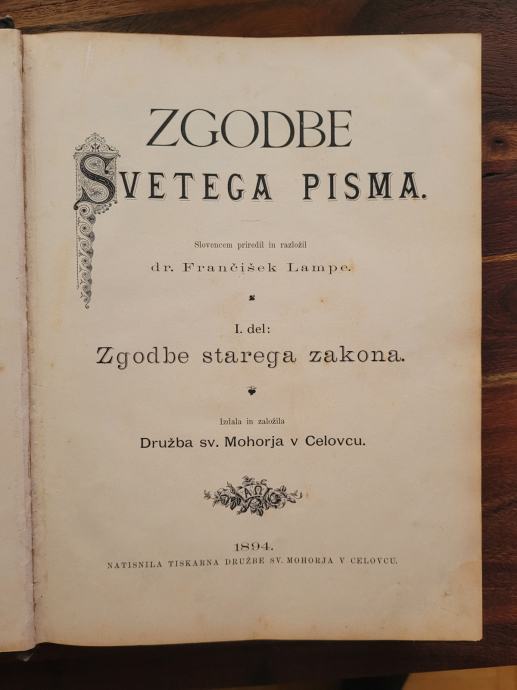 ZGODBE
SVETEGA PISMA.
Slovencem priredil in razložil
dr. Frančišek Lampe.
I. del:
Zgodbe starega zakona.
Izdala in založila
Družba sv. Mohorja v Celovcu.
ΑΩ
1894.
NATISNILA TISKARNA DRUŽBE SV. MOHORJA V CELOVCU.